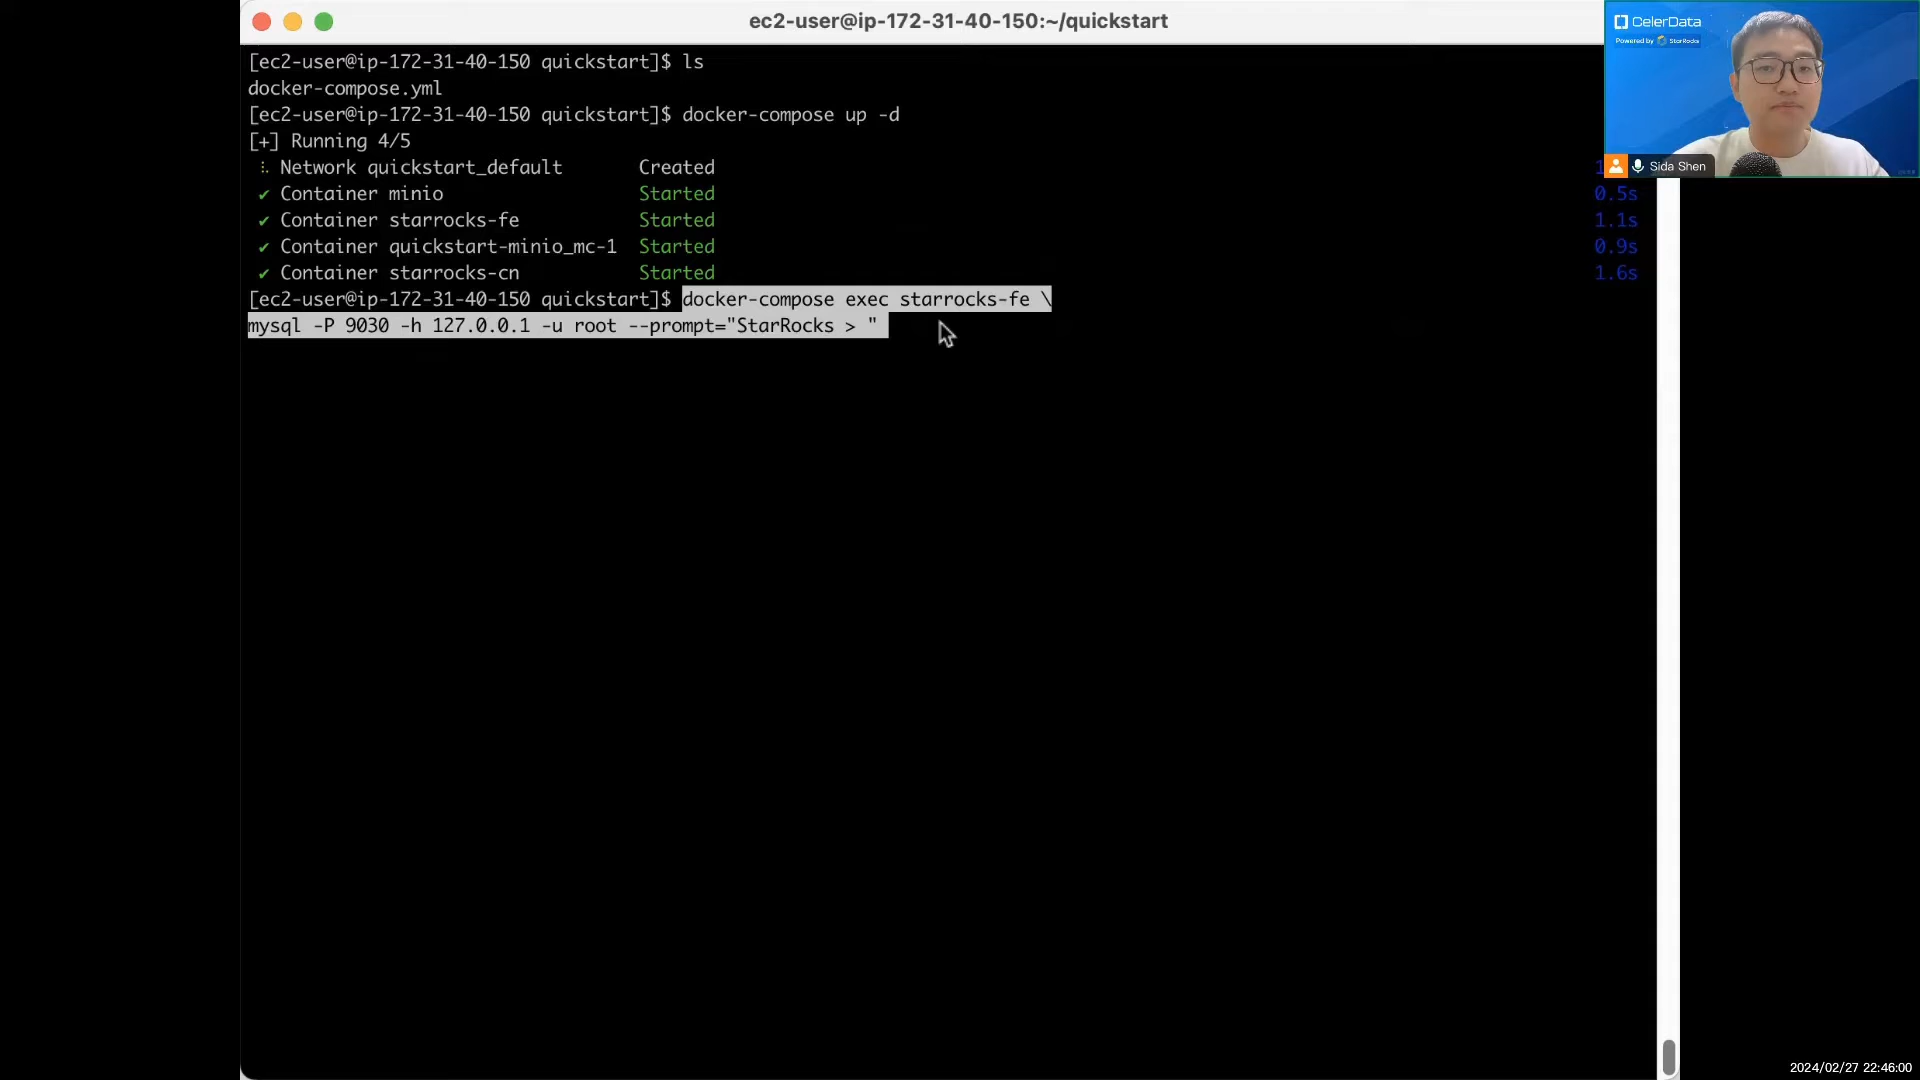 ec2-user@ip-172-31-40-150:~/quickstart
[ec2-user@ip-172-31-40-150 quickstart]$ ls
docker-compose.yml
[ec2-user@ip-172-31-40-150 quickstart]$ docker-compose up -d
[+] Running 4/5
⠸ Network quickstart_default Created 1
✔ Container minio Started 0.5s
✔ Container starrocks-fe Started 1.1s
✔ Container quickstart-minio_mc-1 Started 0.9s
✔ Container starrocks-cn Started 1.6s
[ec2-user@ip-172-31-40-150 quickstart]$ docker-compose exec starrocks-fe \
mysql -P 9030 -h 127.0.0.1 -u root --prompt="StarRocks > "
CelerData
Powered by StarRocks
Sida Shen
2024/02/27 22:46:00